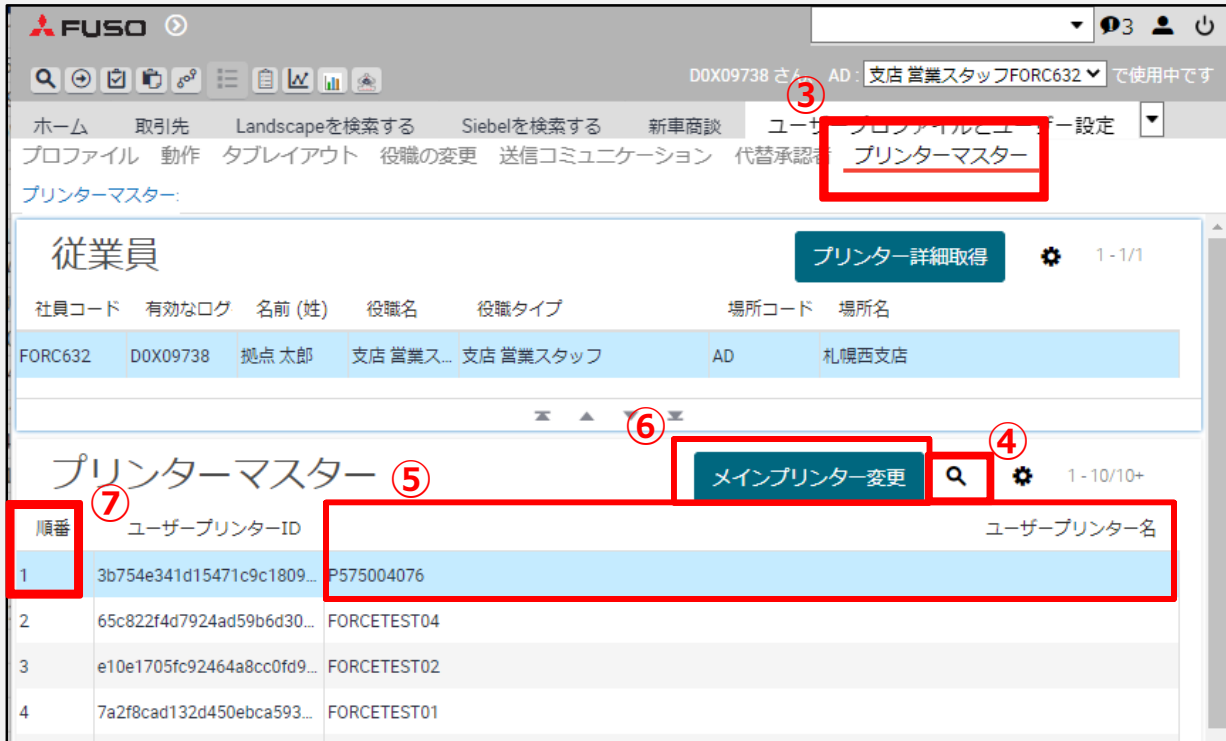 FUSO
3
D0X09738 さん AD : 支店 営業スタッフFORC632 で使用中です
③
ホーム 取引先 Landscapeを検索する Siebelを検索する 新車商談 ユーザープロファイルとユーザー設定
プロファイル 動作 タブレイアウト 役職の変更 送信コミュニケーション 代替承認者 プリンターマスター
プリンターマスター:
従業員 プリンター詳細取得 1 - 1/1
社員コード 有効なログ 名前 (姓) 役職名 役職タイプ 場所コード 場所名
FORC632 D0X09738 拠点 太郎 支店 営業ス... 支店 営業スタッフ AD 札幌西支店
⑥ ④
プリンターマスター ⑤ メインプリンター変更 1 - 10/10+
⑦
順番 ユーザープリンターID ユーザープリンター名
1 3b754e341d15471c9c1809... P575004076
2 65c822f4d7924ad59b6d30... FORCETEST04
3 e10e1705fc92464a8cc0fd9... FORCETEST02
4 7a2f8cad132d450ebca593... FORCETEST01